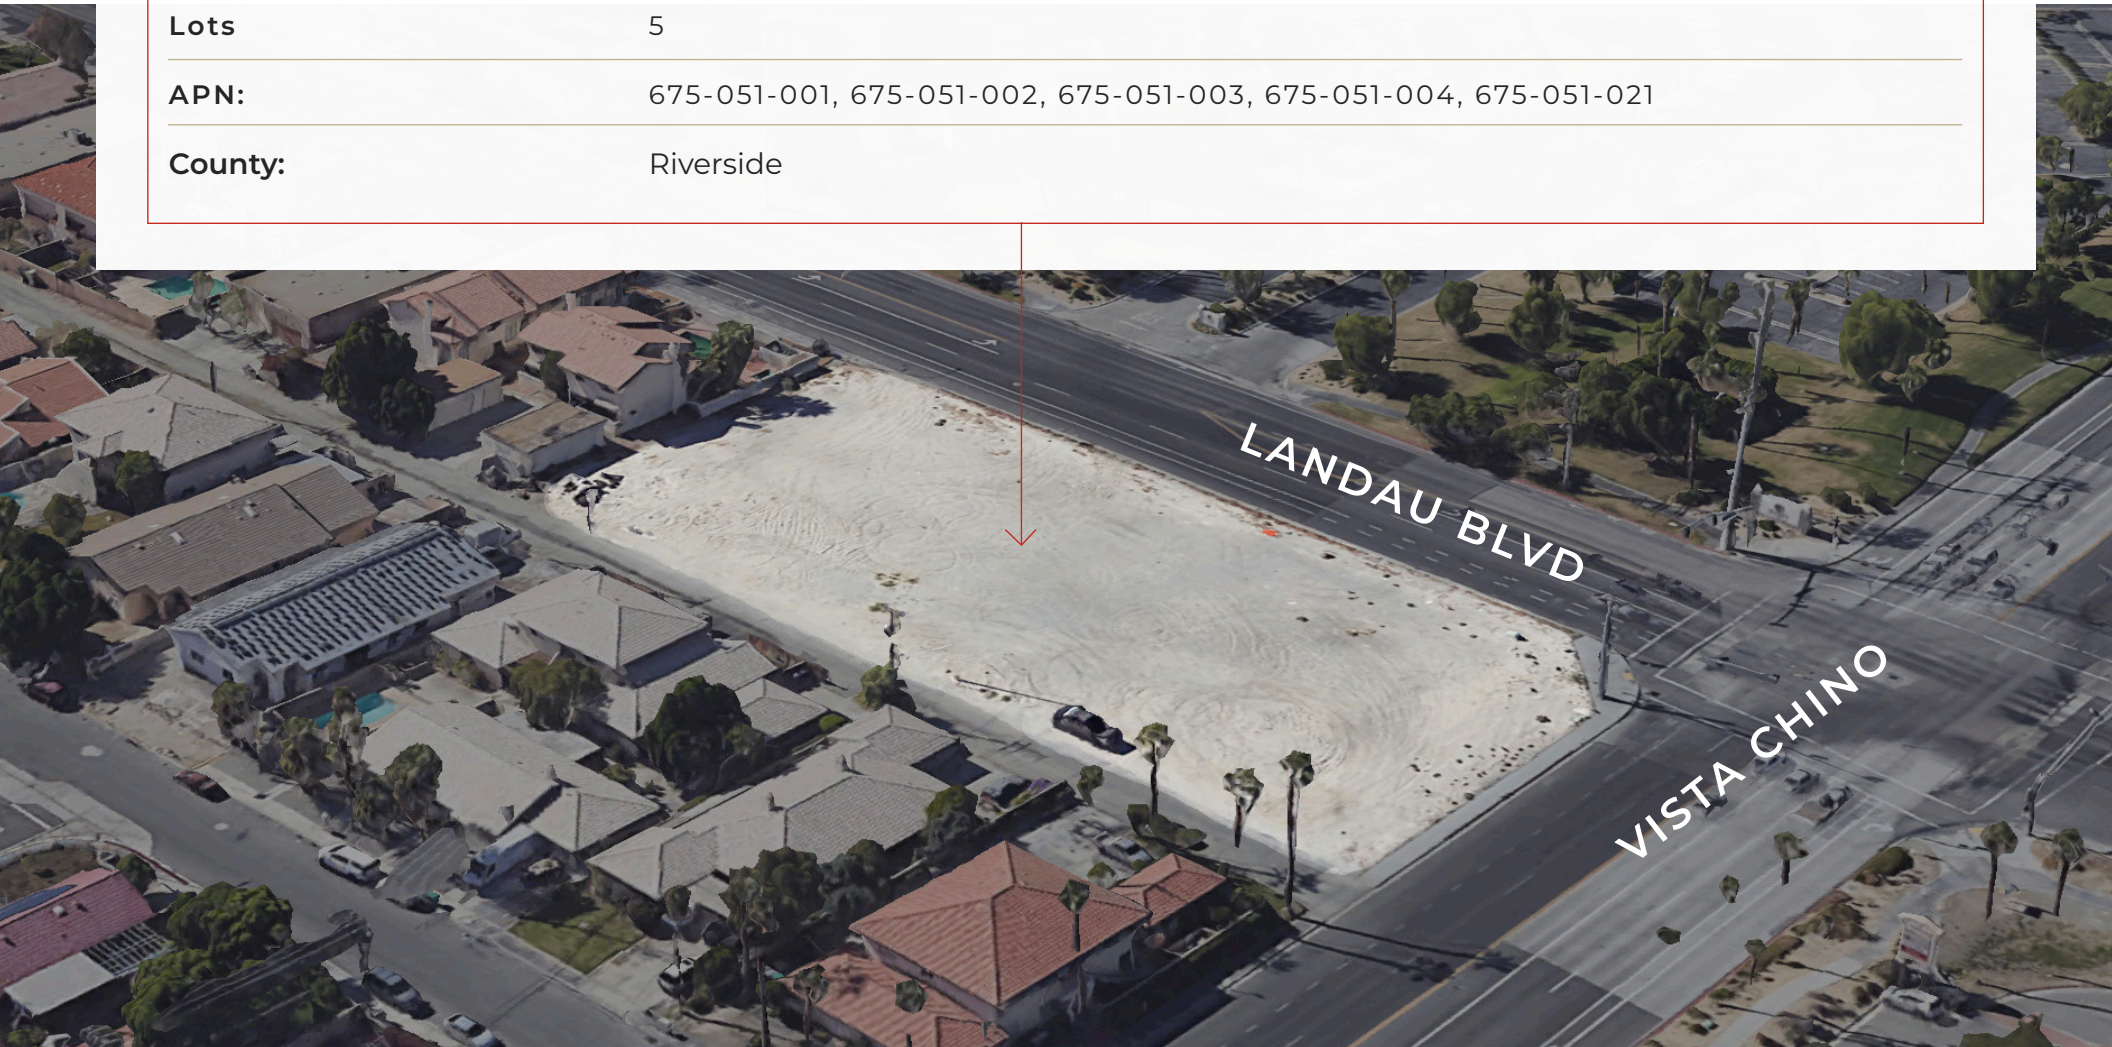 Lots 5
APN: 675-051-001, 675-051-002, 675-051-003, 675-051-004, 675-051-021
County: Riverside
LANDAU BLVD
VISTA CHINO